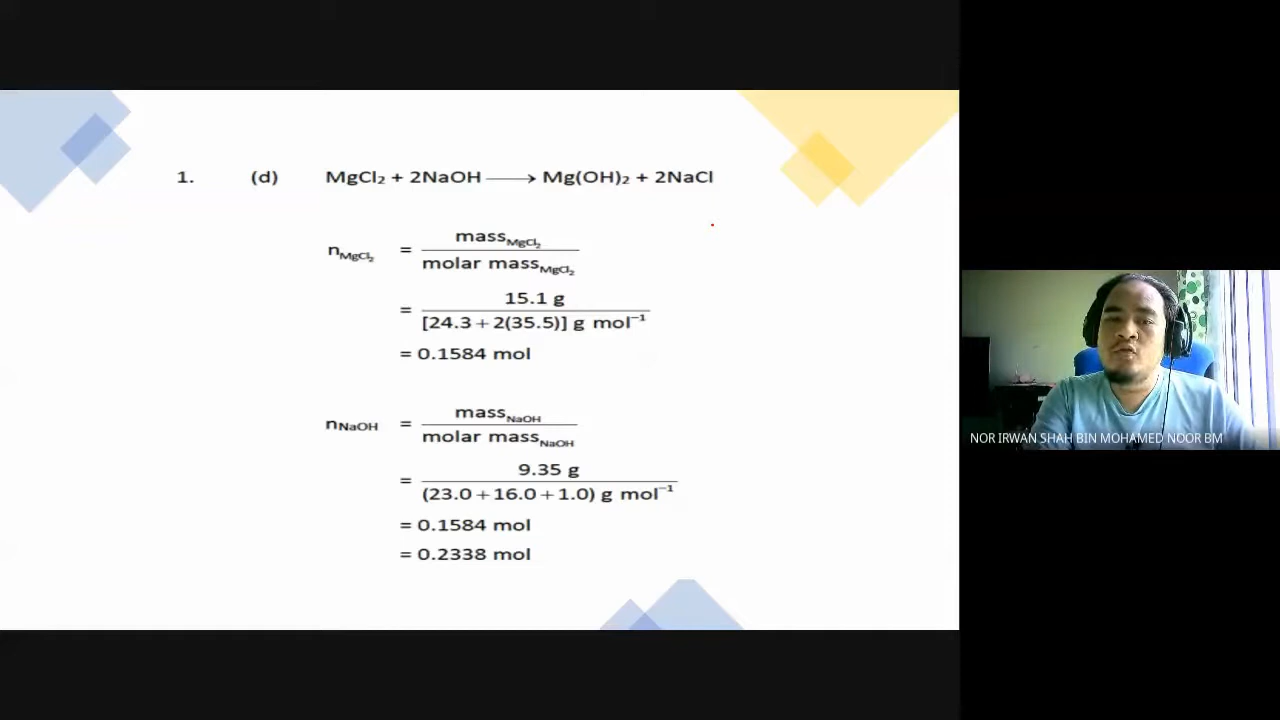 1. (d) MgCl₂ + 2NaOH ⟶ Mg(OH)₂ + 2NaCl
n_MgCl₂ = mass_MgCl₂ / molar mass_MgCl₂
= 15.1 g / [24.3 + 2(35.5)] g mol⁻¹
= 0.1584 mol
n_NaOH = mass_NaOH / molar mass_NaOH
= 9.35 g / (23.0 + 16.0 + 1.0) g mol⁻¹
= 0.1584 mol
= 0.2338 mol
NOR IRWAN SHAH BIN MOHAMED NOOR BM